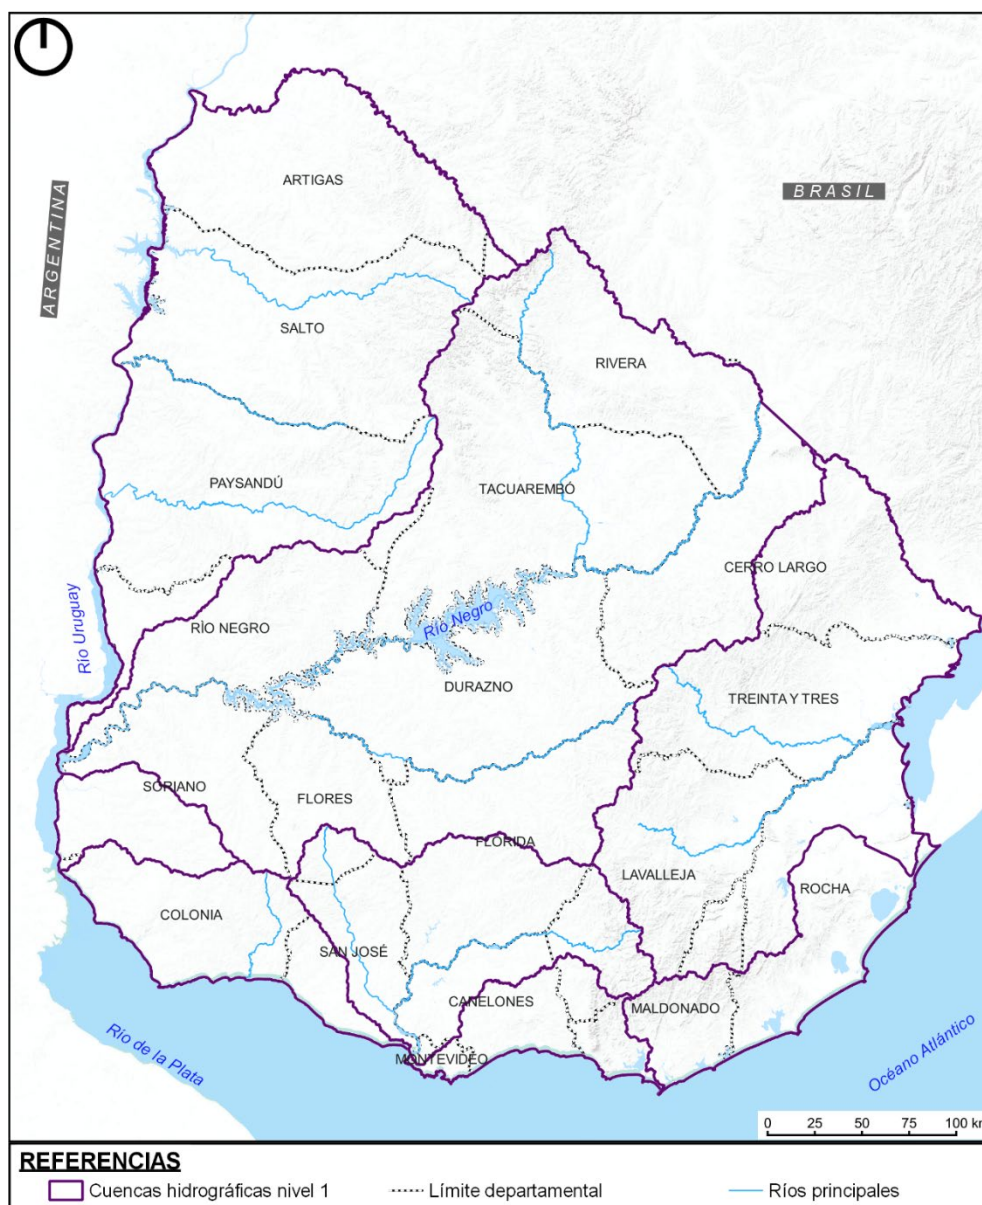 ARTIGAS
BRASIL
ARGENTINA
SALTO
RIVERA
PAYSANDÚ
TACUAREMBÓ
CERRO LARGO
Río Uruguay
RÍO NEGRO
Río Negro
DURAZNO
TREINTA Y TRES
SORIANO
FLORES
FLORIDA
LAVALLEJA
ROCHA
COLONIA
SAN JOSÉ
CANELONES
MALDONADO
MONTEVIDEO
Río de la Plata
Océano Atlántico
0 25 50 75 100 km
REFERENCIAS
Cuencas hidrográficas nivel 1
Límite departamental
Ríos principales